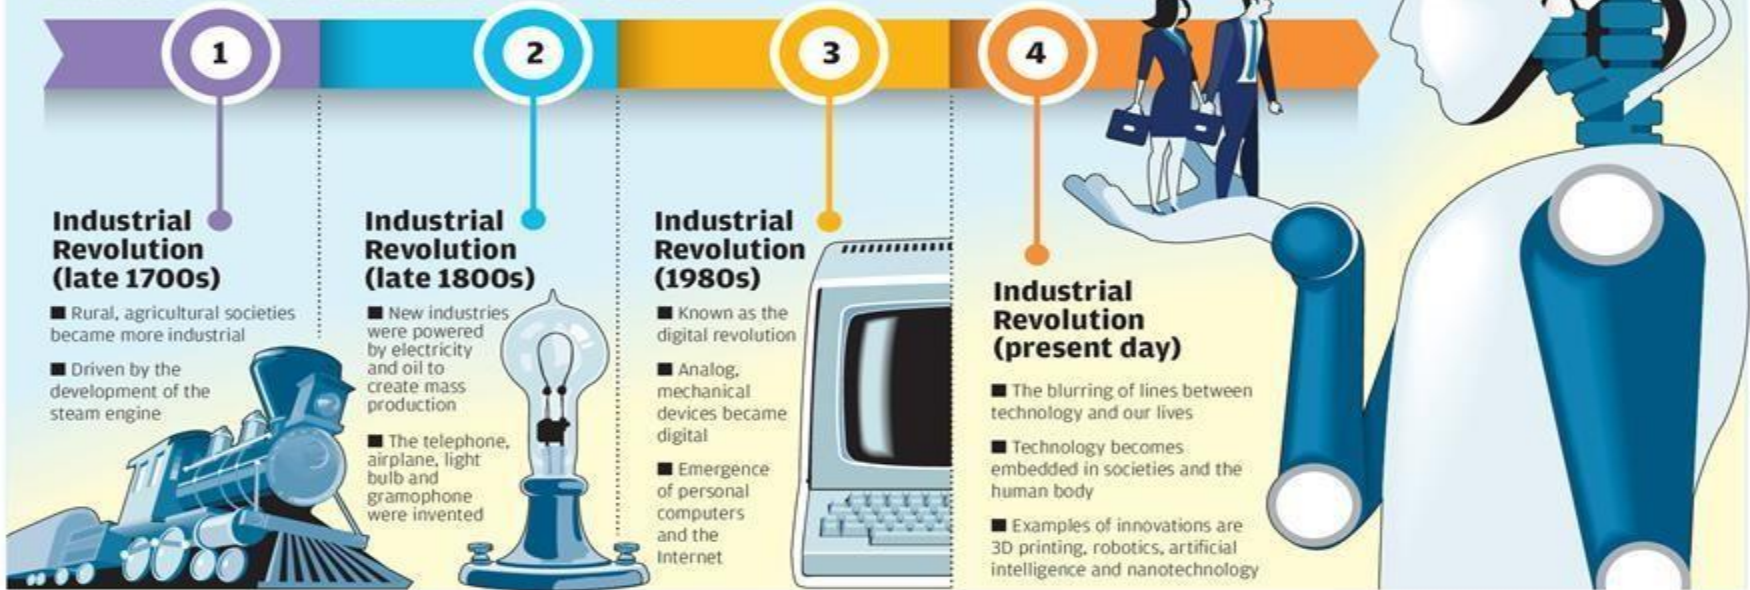 1
2
3
4
Industrial
Revolution
(late 1700s)
■ Rural, agricultural societies
became more industrial
■ Driven by the
development of the
steam engine
Industrial
Revolution
(late 1800s)
■ New industries
were powered
by electricity
and oil to
create mass
production
■ The telephone,
airplane, light
bulb and
gramophone
were invented
Industrial
Revolution
(1980s)
■ Known as the
digital revolution
■ Analog,
mechanical
devices became
digital
■ Emergence
of personal
computers
and the
Internet
Industrial
Revolution
(present day)
■ The blurring of lines between
technology and our lives
■ Technology becomes
embedded in societies and the
human body
■ Examples of innovations are
3D printing, robotics, artificial
intelligence and nanotechnology